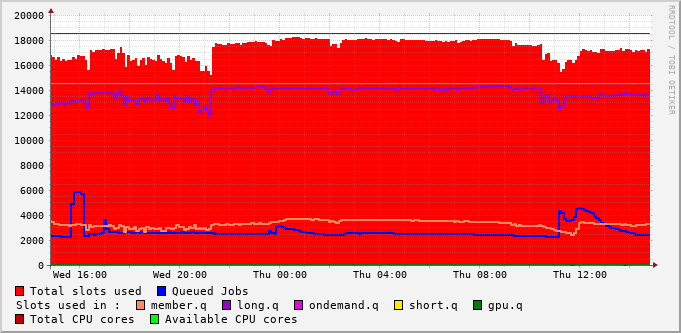 20000
18000
16000
14000
12000
10000
8000
6000
4000
2000
0
Wed 16:00 Wed 20:00 Thu 00:00 Thu 04:00 Thu 08:00 Thu 12:00
RRDTOOL / TOBI OETIKER
Total slots used Queued Jobs
Slots used in : member.q long.q ondemand.q short.q gpu.q
Total CPU cores Available CPU cores